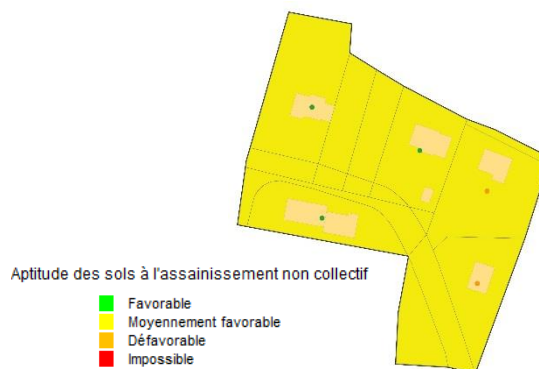 Aptitude des sols à l'assainissement non collectif
Favorable
Moyennement favorable
Défavorable
Impossible